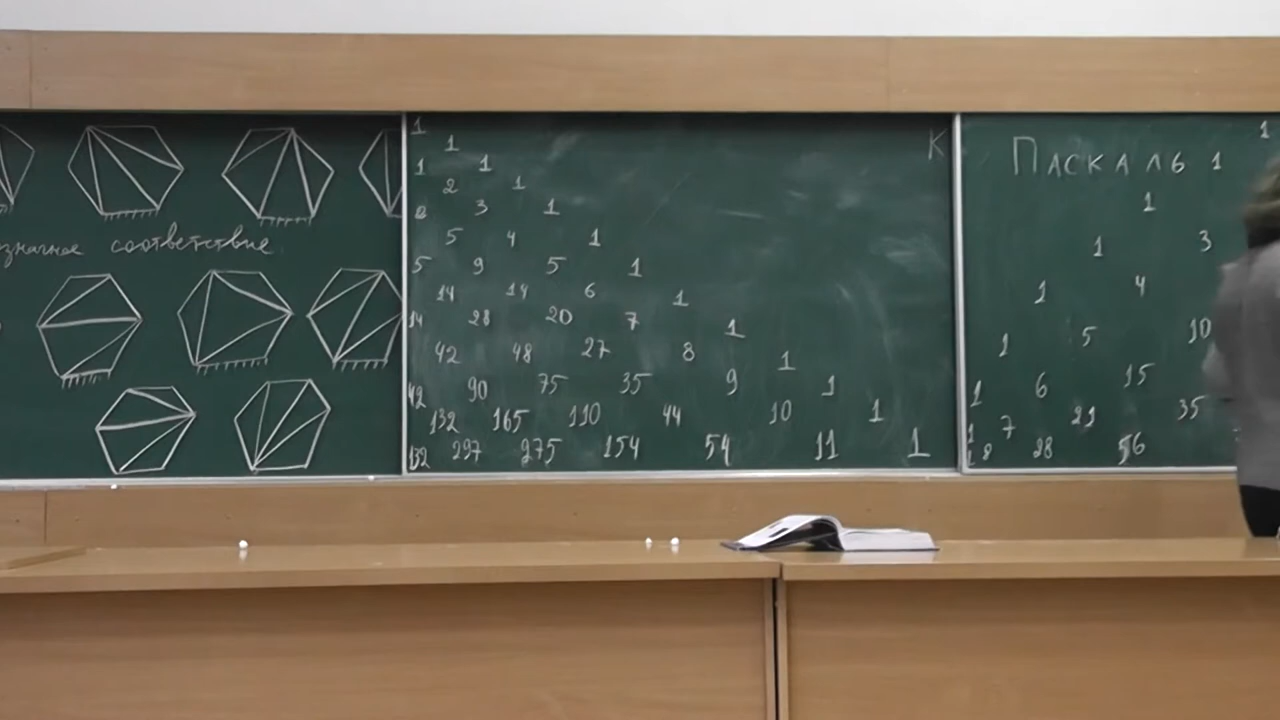 значное соответствие
1
1
1 1
2 1
2 3 1
5 4 1
5 9 5 1
14 14 6 1
14 28 20 7 1
42 48 27 8 1
42 90 75 35 9 1
132 165 110 44 10 1
132 297 275 154 54 11 1
К
1
ПАСКАЛЬ 1
1
1 3
1 4
1 5 10
1 6 15
1 7 21 35
1 8 28 56